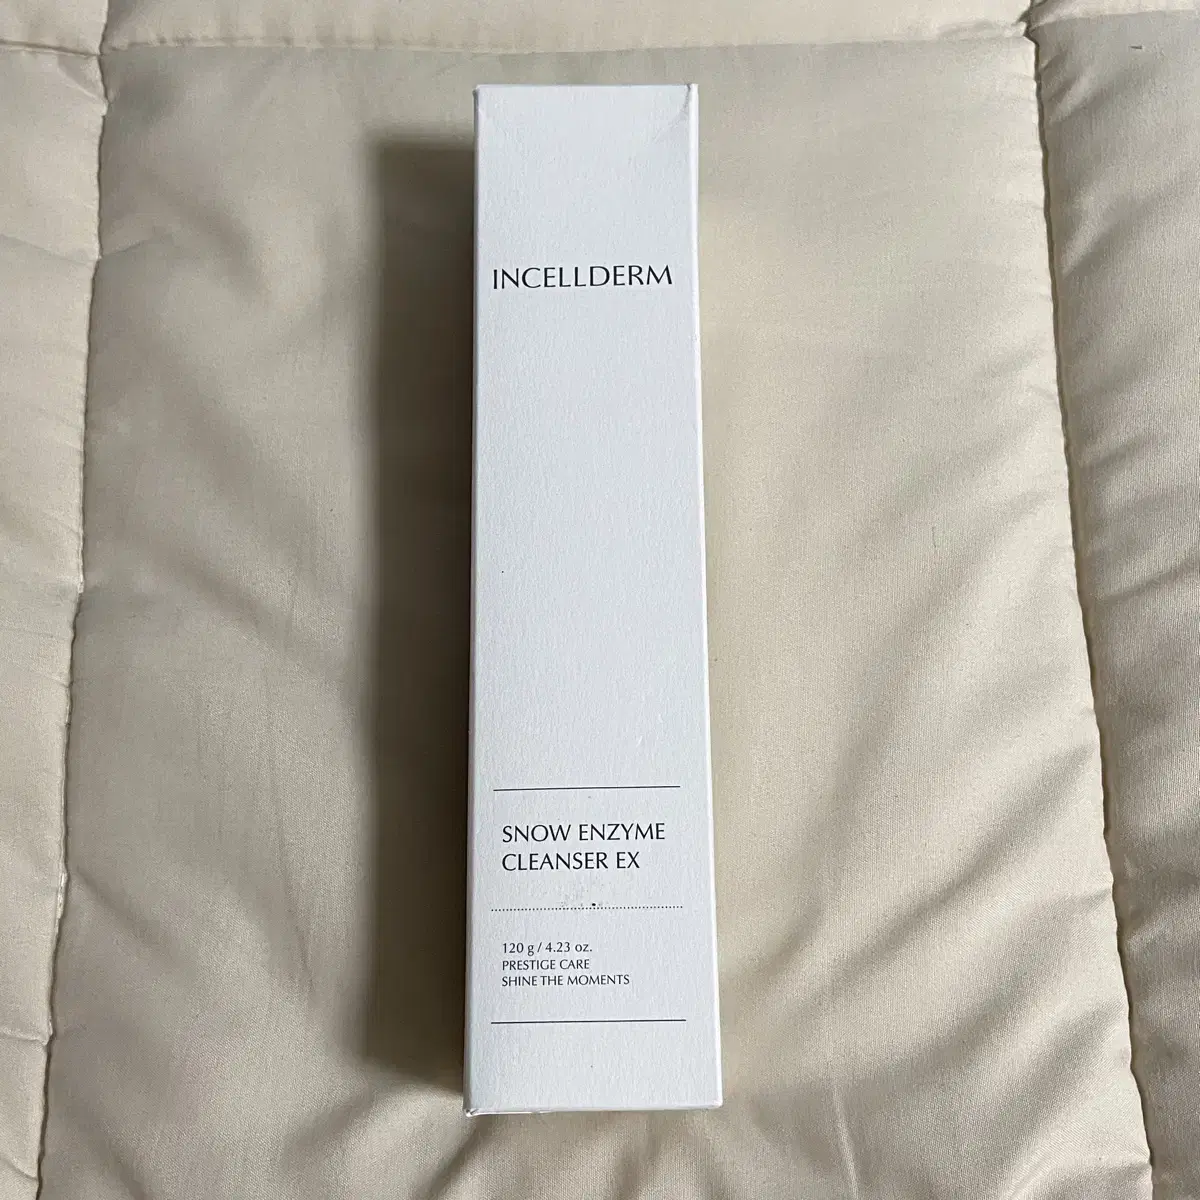 INCELLDERM
SNOW ENZYME
CLEANSER EX
120 g / 4.23 oz.
PRESTIGE CARE
SHINE THE MOMENTS